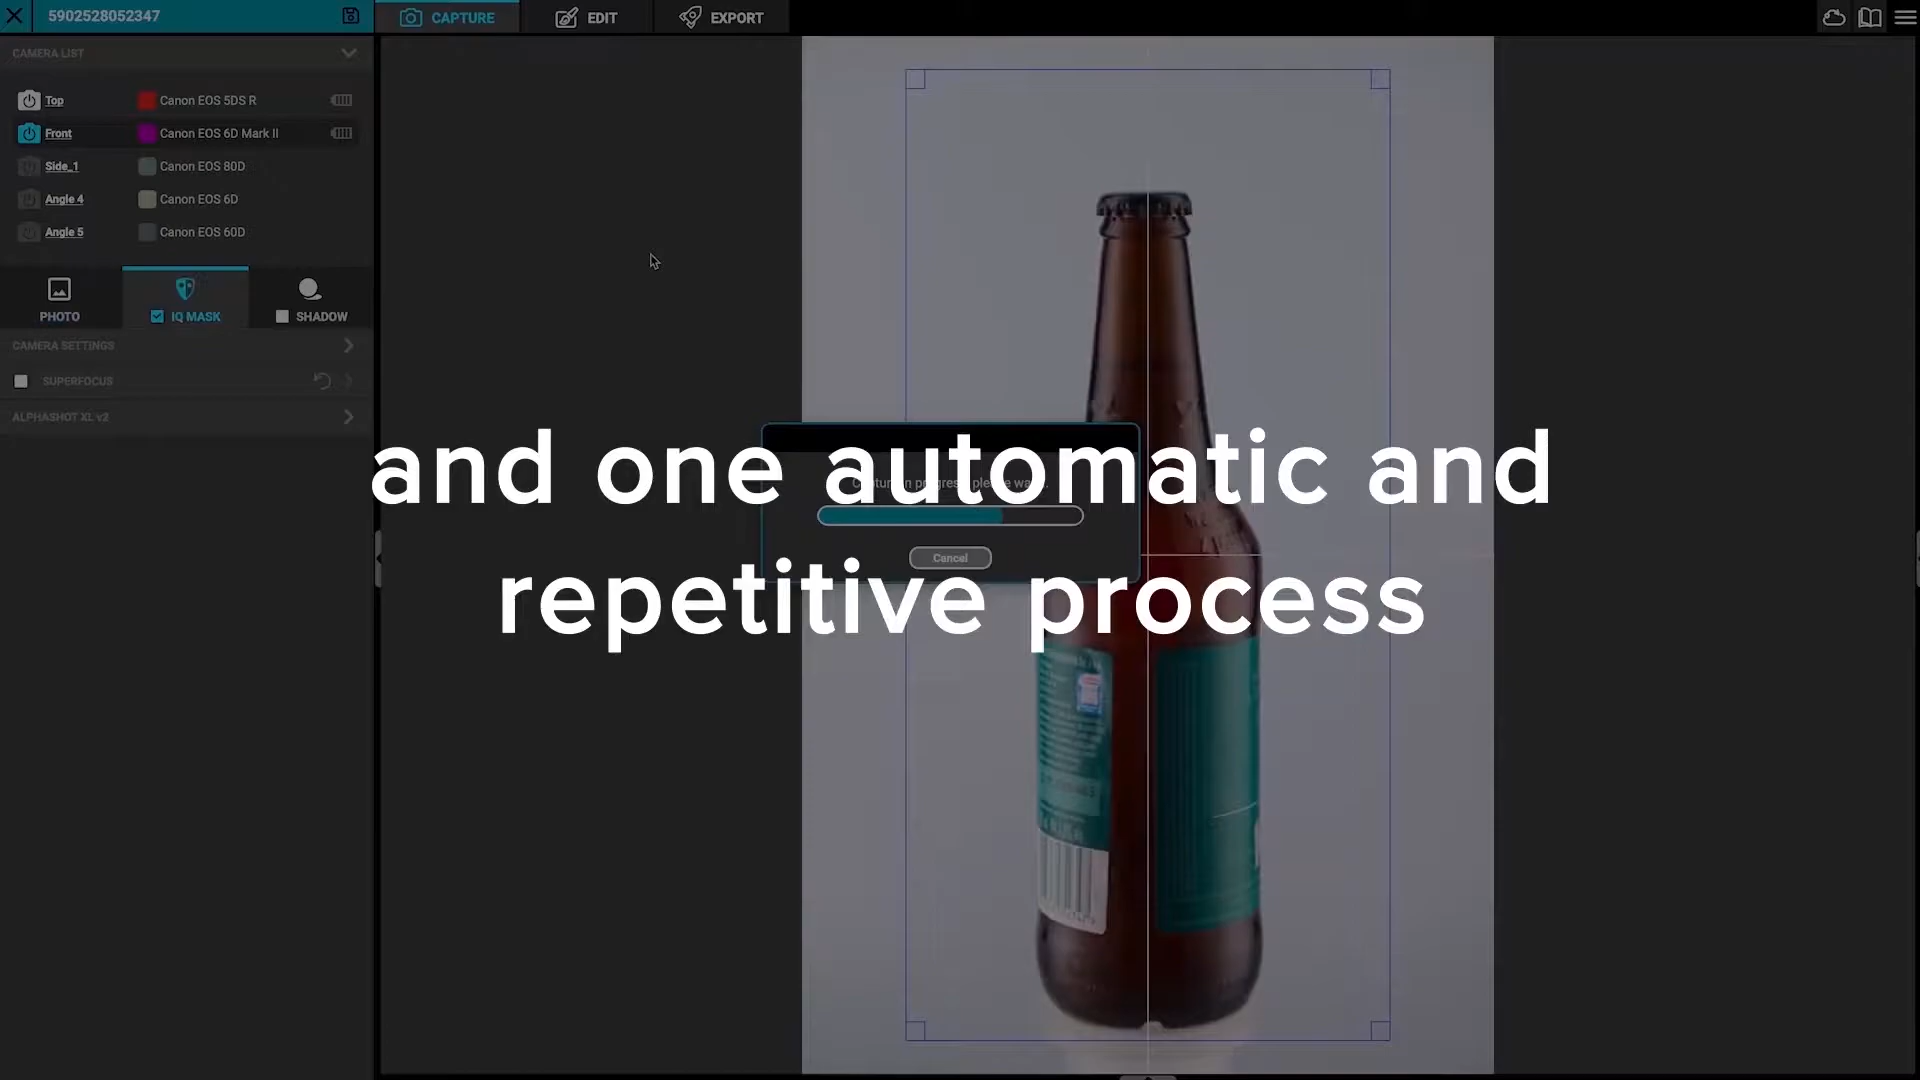 5902528052347
CAPTURE
EDIT
EXPORT
CAMERA LIST
Top Canon EOS 5DS R
Front Canon EOS 6D Mark II
Side_1 Canon EOS 80D
Angle 4 Canon EOS 6D
Angle 5 Canon EOS 60D
PHOTO
IQ MASK
SHADOW
CAMERA SETTINGS
SUPERFOCUS
ALPHASHOT XL v2
and one automatic and
repetitive process
Cancel